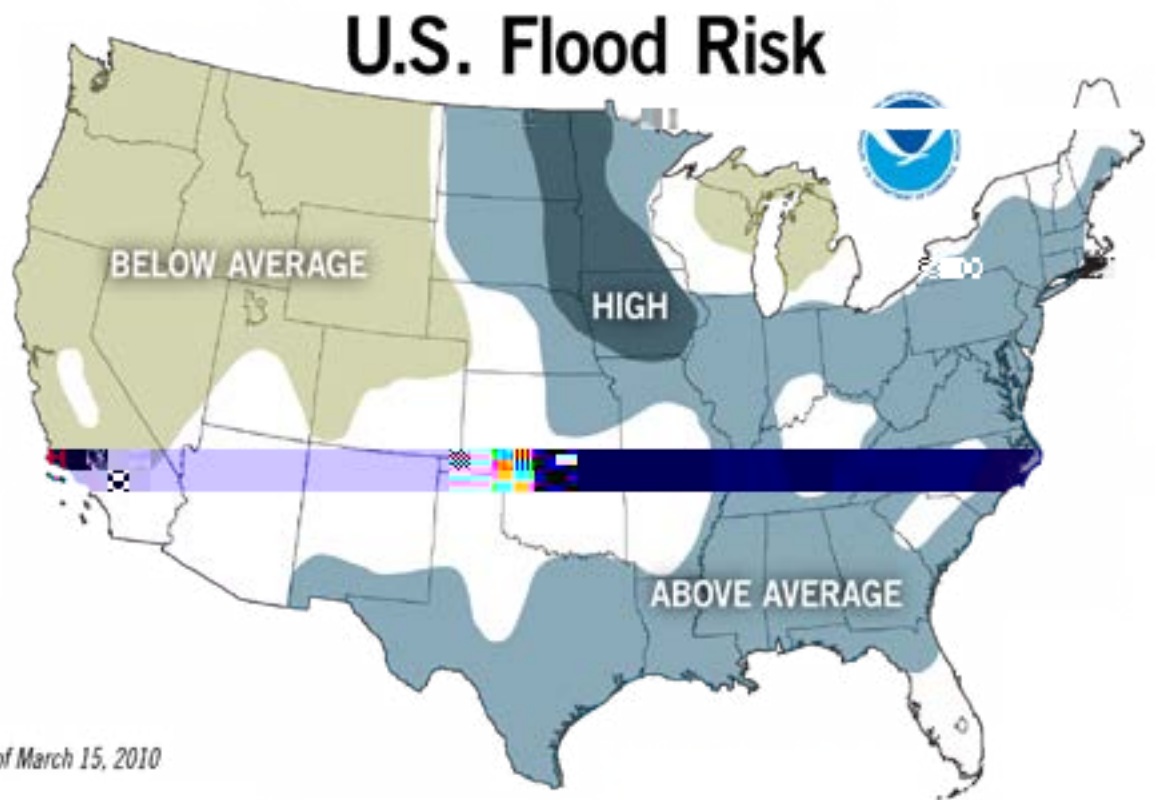 U.S. Flood Risk
BELOW AVERAGE
HIGH
ABOVE AVERAGE
of March 15, 2010